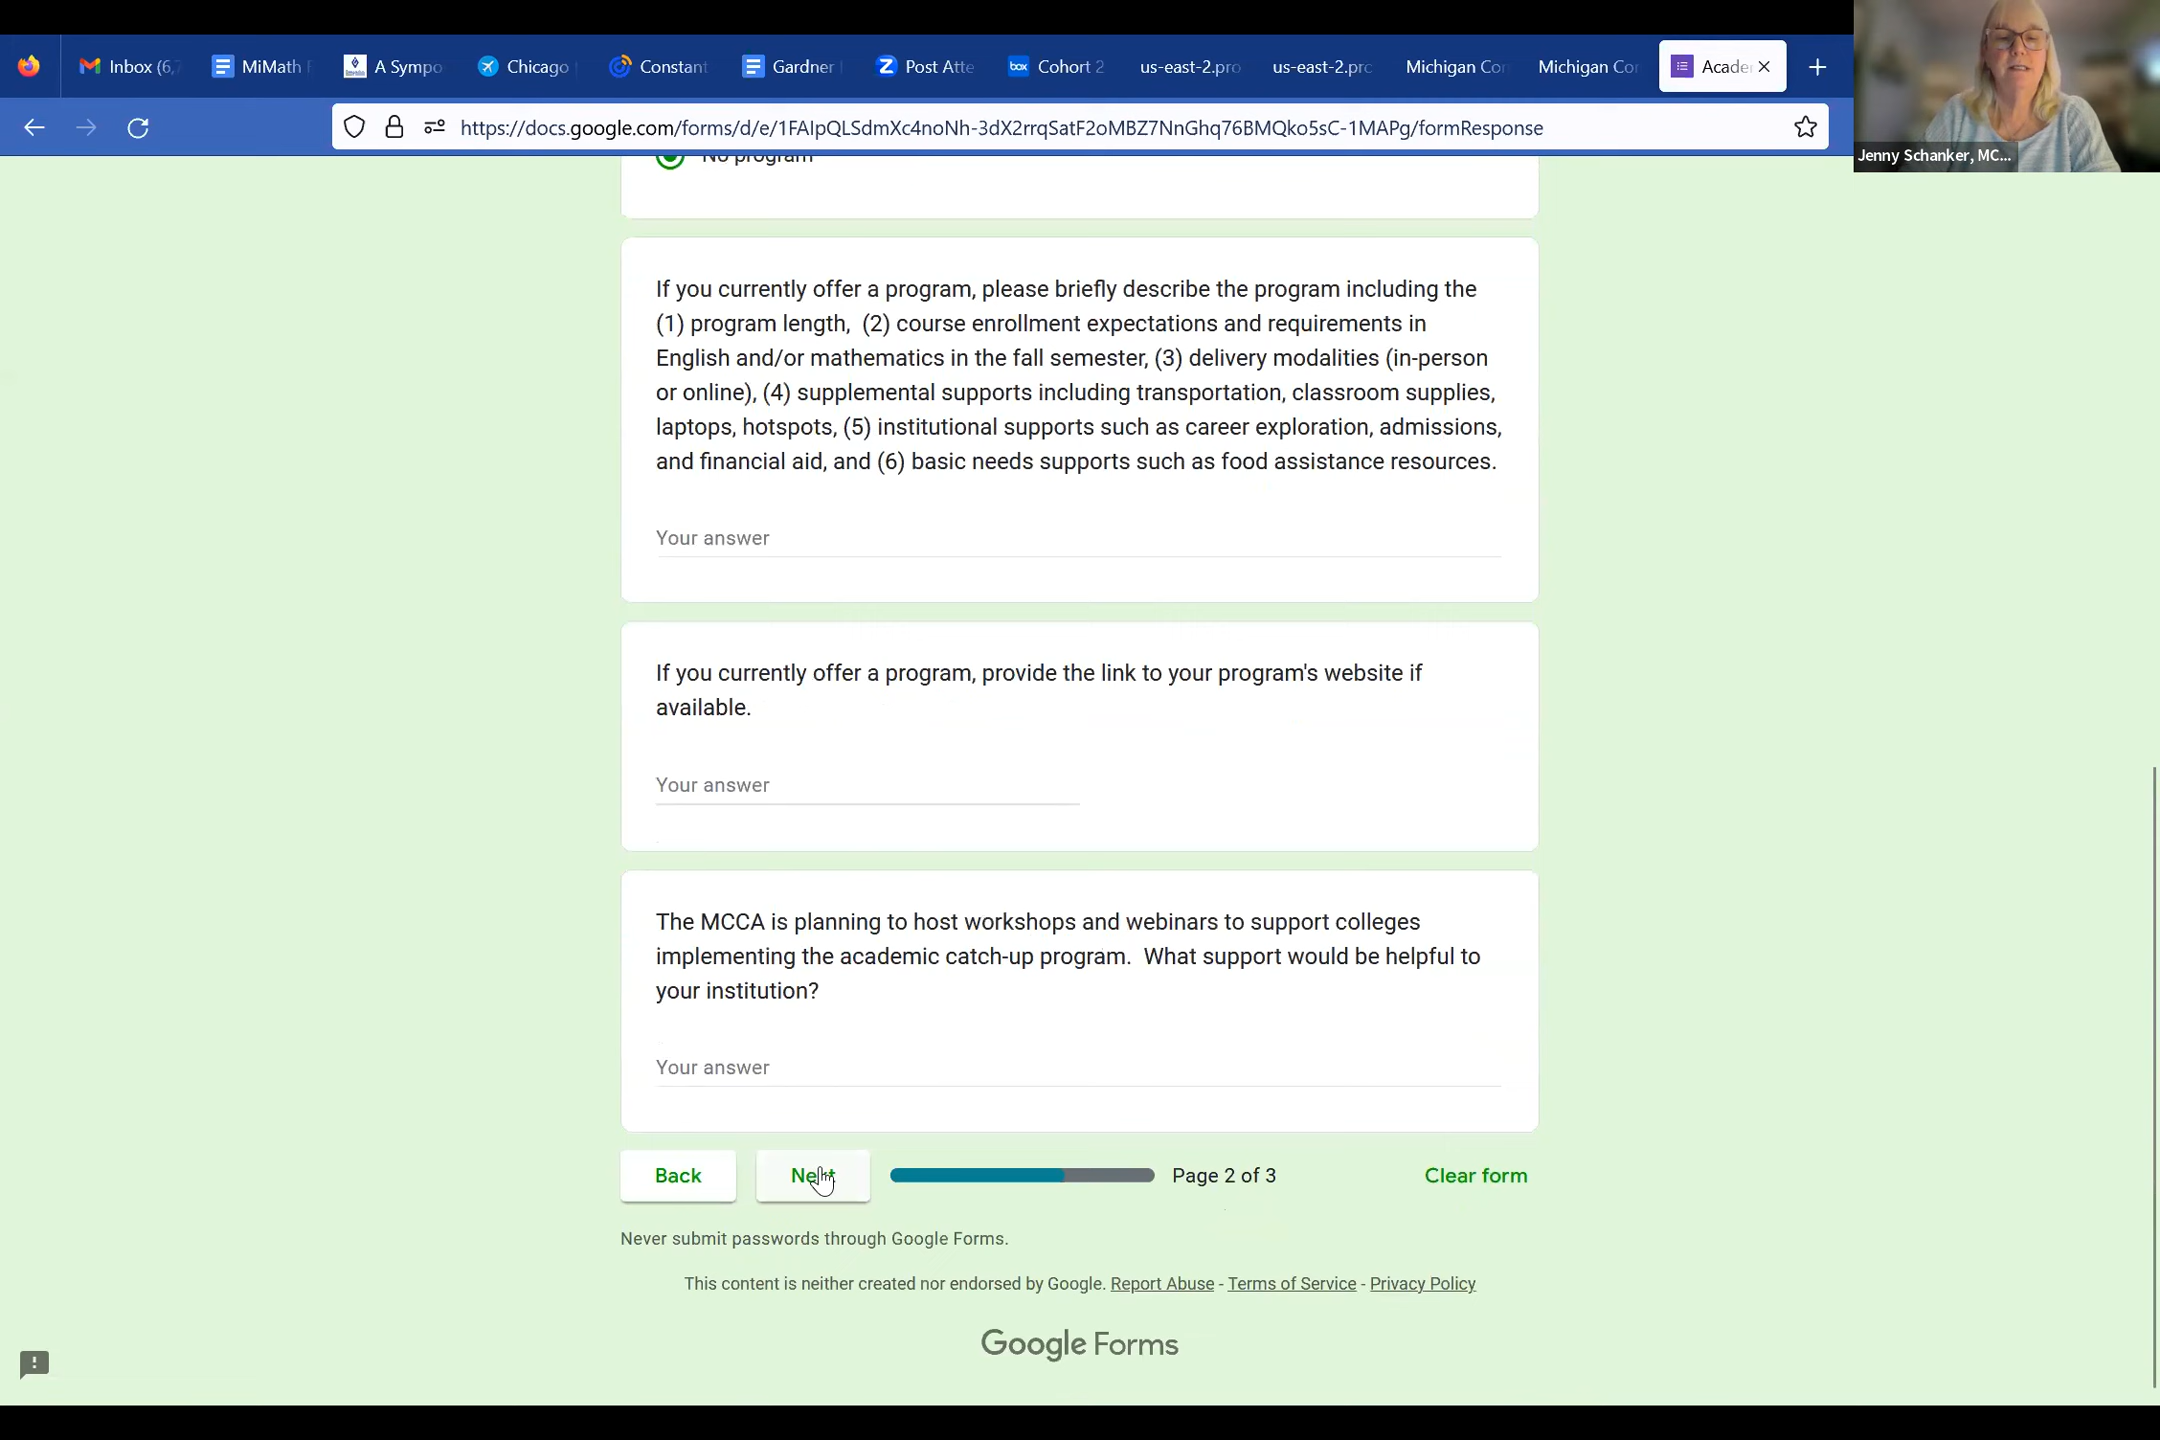 Inbox (6,
MiMath
A Sympo
Chicago
Constant
Gardner
Post Atte
box
Cohort 2
us-east-2.pro
us-east-2.pro
Michigan Co
Michigan Co
Acade
https://docs.google.com/forms/d/e/1FAIpQLSdmXc4noNh-3dX2rrqSatF2oMBZ7NnGhq76BMQko5sC-1MAPg/formResponse
Jenny Schanker, MC...
No program
If you currently offer a program, please briefly describe the program including the
(1) program length, (2) course enrollment expectations and requirements in
English and/or mathematics in the fall semester, (3) delivery modalities (in-person
or online), (4) supplemental supports including transportation, classroom supplies,
laptops, hotspots, (5) institutional supports such as career exploration, admissions,
and financial aid, and (6) basic needs supports such as food assistance resources.
Your answer
If you currently offer a program, provide the link to your program's website if
available.
Your answer
The MCCA is planning to host workshops and webinars to support colleges
implementing the academic catch-up program. What support would be helpful to
your institution?
Your answer
Back
Next
Page 2 of 3
Clear form
Never submit passwords through Google Forms.
This content is neither created nor endorsed by Google. Report Abuse - Terms of Service - Privacy Policy
Google Forms